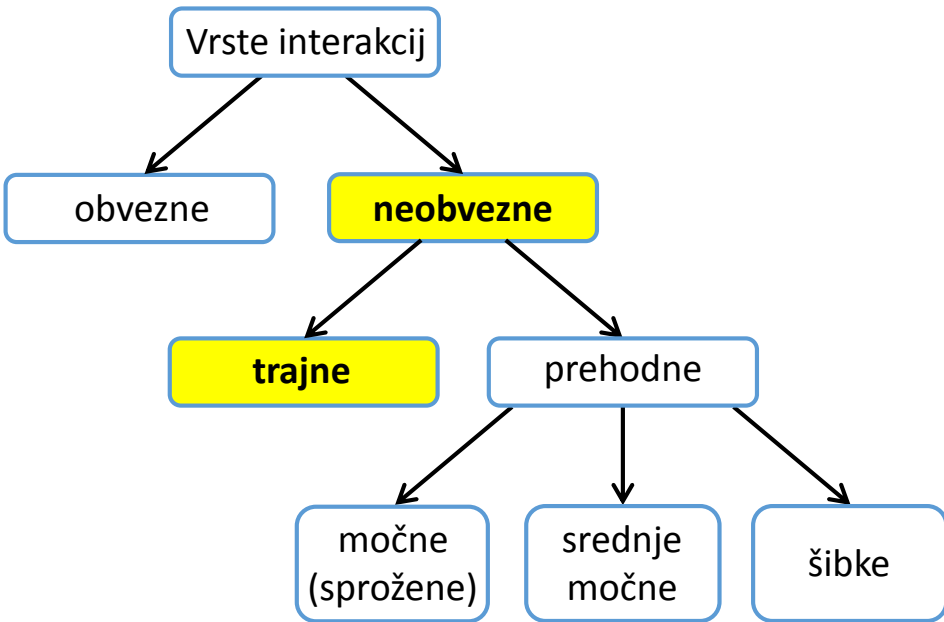 Vrste interakcij
obvezne
neobvezne
trajne
prehodne
močne
(sprožene)
srednje
močne
šibke